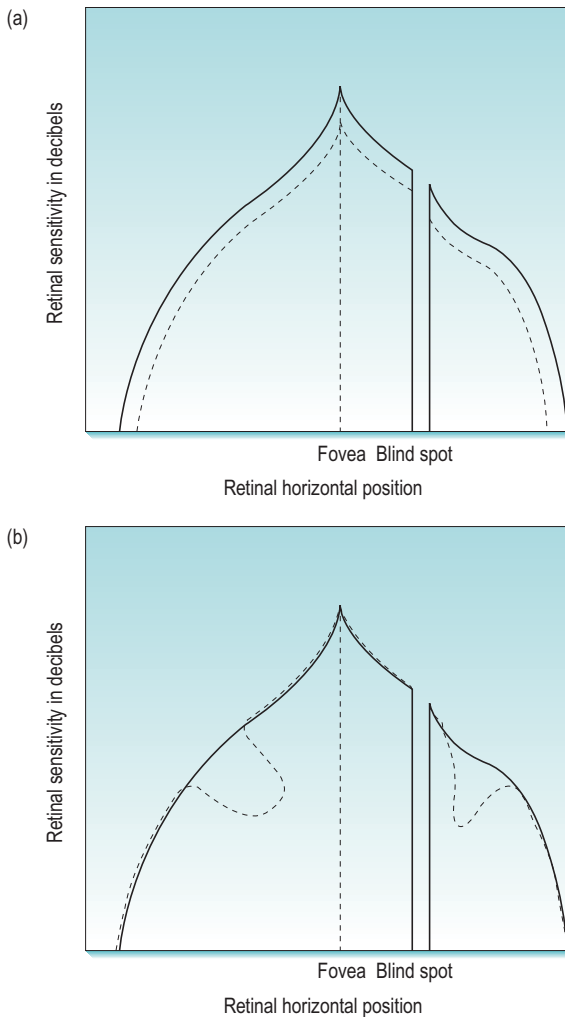 (a)
Retinal sensitivity in decibels
Fovea Blind spot
Retinal horizontal position
(b)
Retinal sensitivity in decibels
Fovea Blind spot
Retinal horizontal position